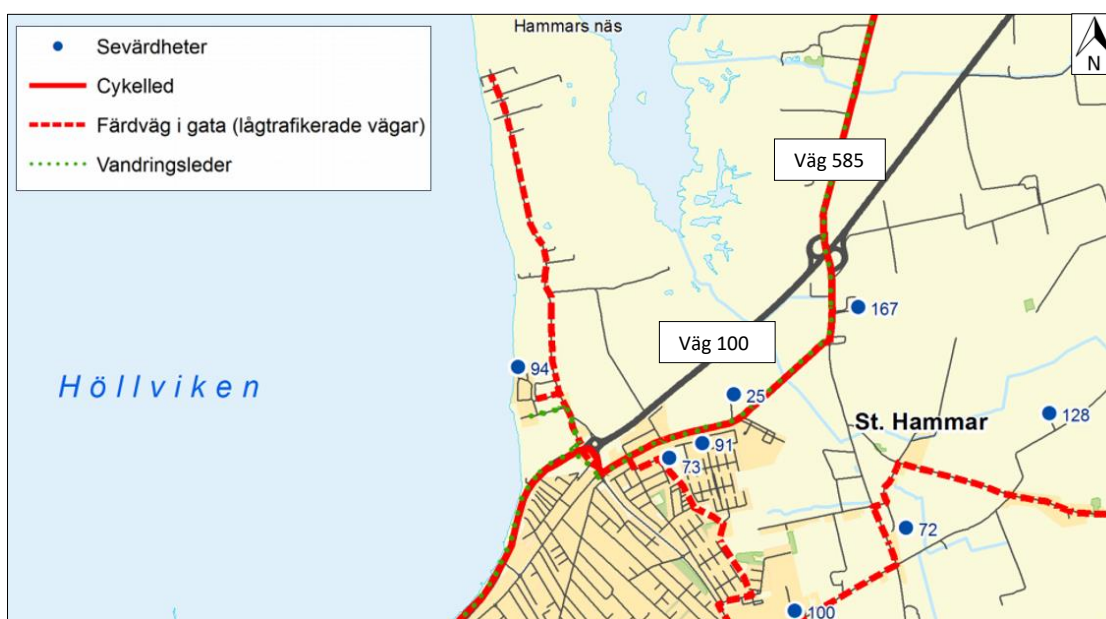 Hammars näs
N
Sevärdheter
Cykelled
Färdväg i gata (lågtrafikerade vägar)
Vandringsleder
Väg 585
167
Väg 100
94
Höllviken
25
128
St. Hammar
91
73
72
100